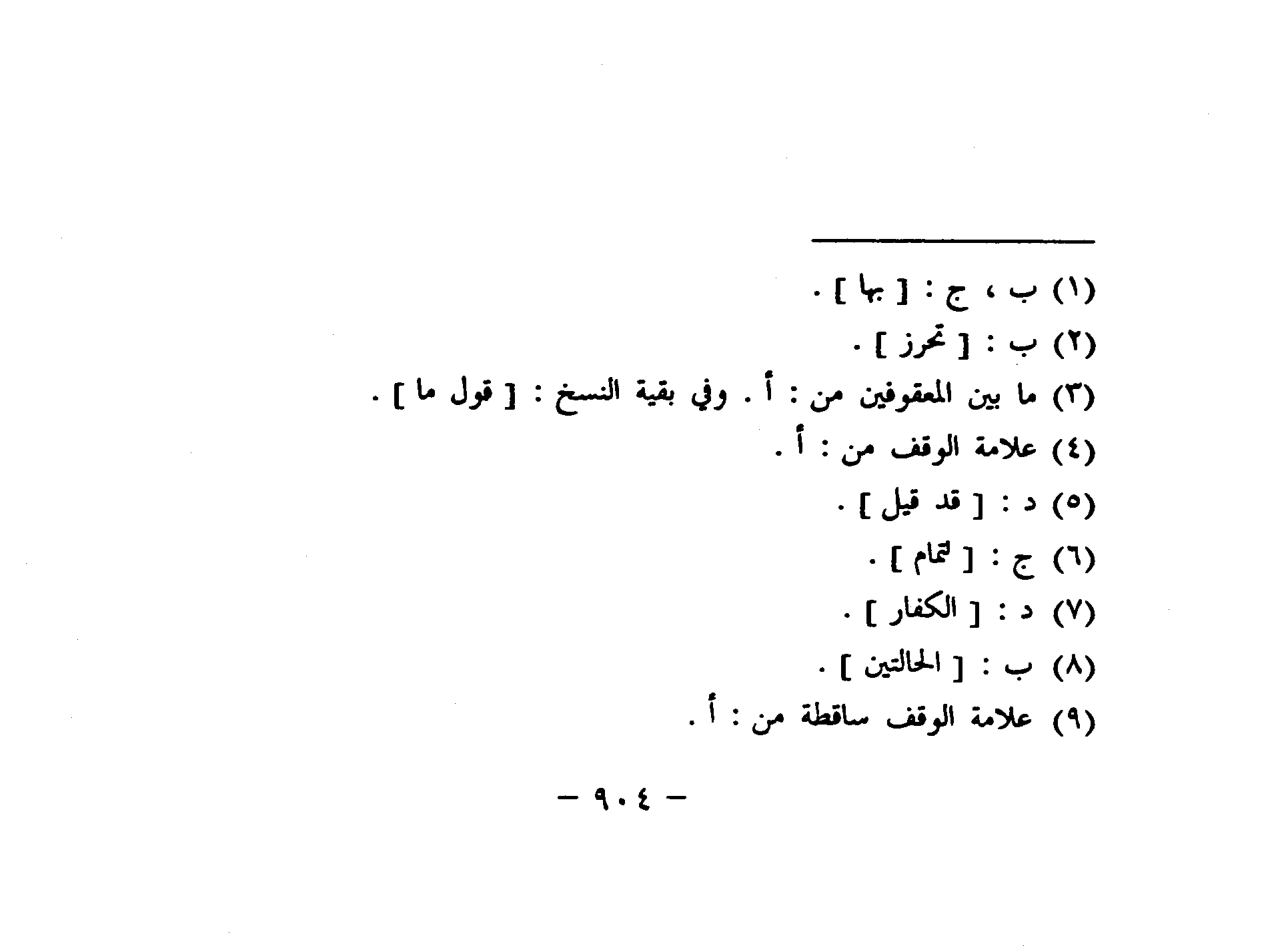 (١) ب ، ج : [ بها ] .
(٢) ب : [ تحرز ] .
(٣) ما بين المعقوفين من : أ . وفي بقية النسخ : [ قول ما ] .
(٤) علامة الوقف من : أ .
(٥) د : [ قد قيل ] .
(٦) ج : [ لتمام ] .
(٧) د : [ الكفار ] .
(٨) ب : [ الحالتين ] .
(٩) علامة الوقف ساقطة من : أ .
– ٩٠٤ –